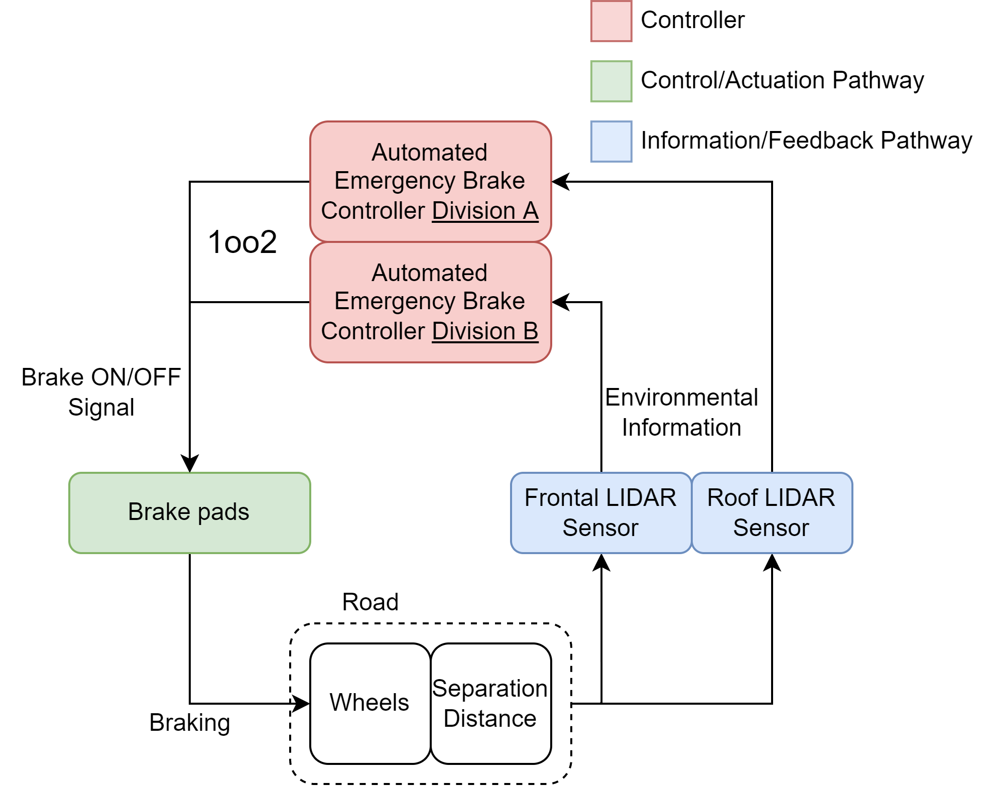 Controller
Control/Actuation Pathway
Information/Feedback Pathway
Automated
Emergency Brake
Controller Division A
1oo2
Automated
Emergency Brake
Controller Division B
Brake ON/OFF
Signal
Environmental
Information
Brake pads
Frontal LIDAR
Sensor
Roof LIDAR
Sensor
Road
Wheels
Separation
Distance
Braking